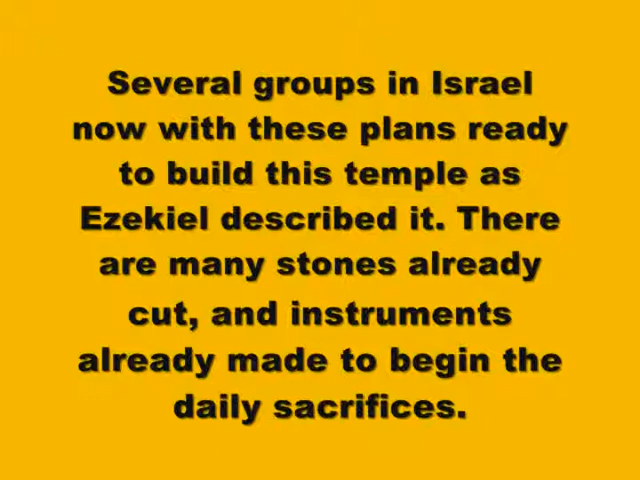 Several groups in Israel
now with these plans ready
to build this temple as
Ezekiel described it. There
are many stones already
cut, and instruments
already made to begin the
daily sacrifices.